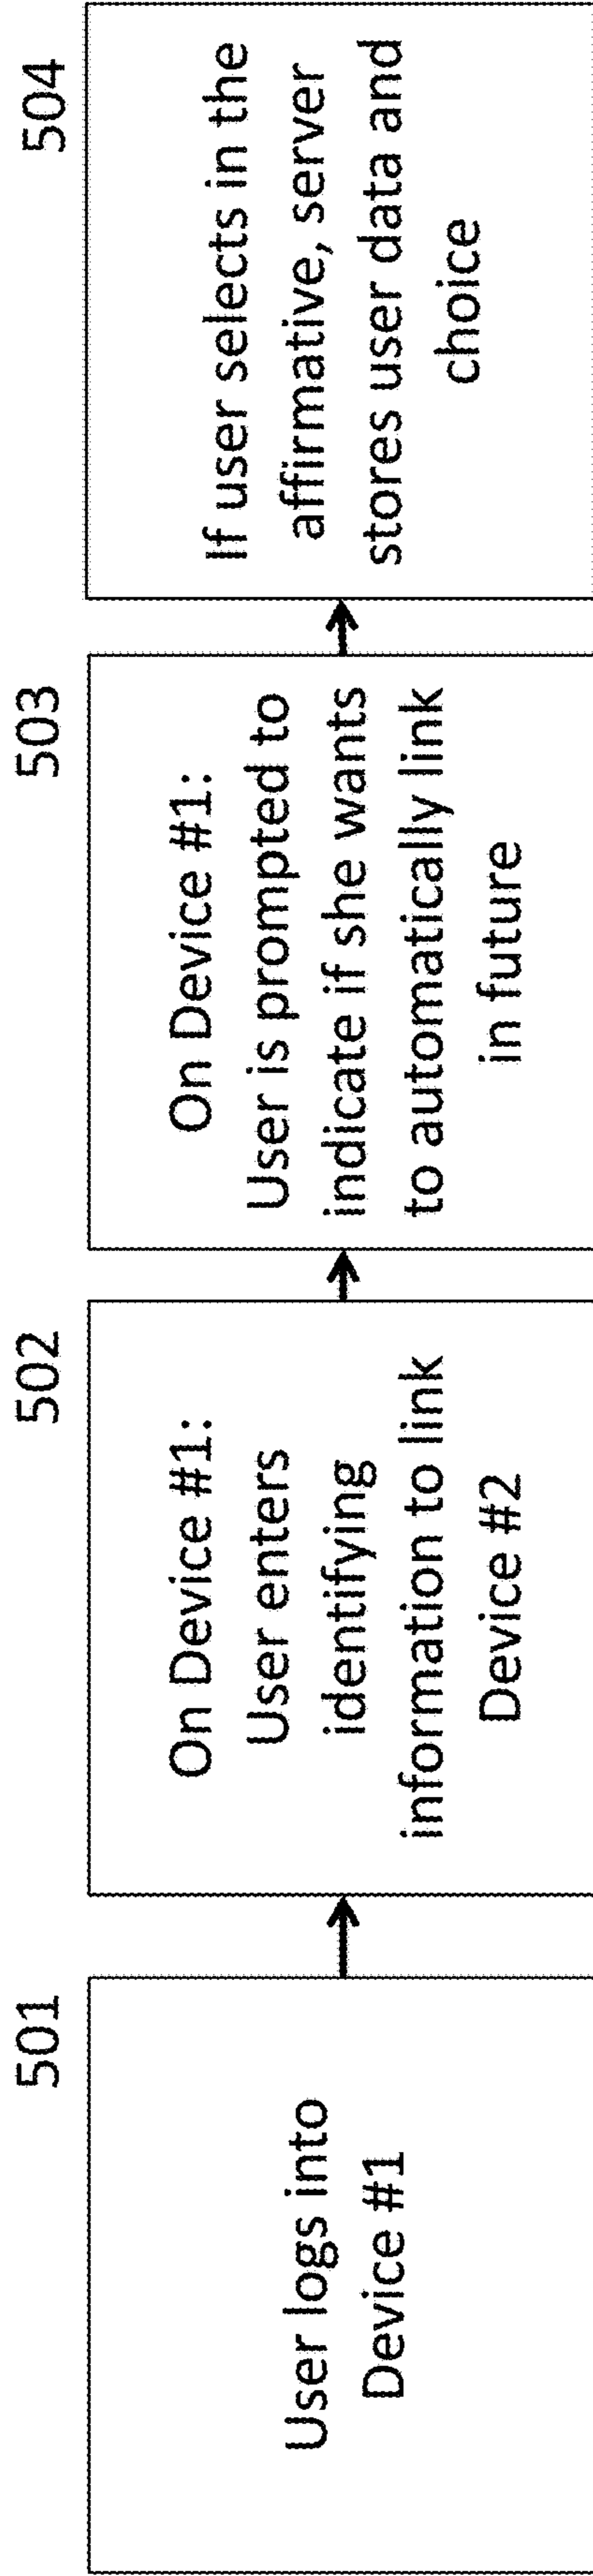 501
User logs into
Device #1
502
On Device #1:
User enters
identifying
information to link
Device #2
503
On Device #1:
User is prompted to
indicate if she wants
to automatically link
in future
504
If user selects in the
affirmative, server
stores user data and
choice